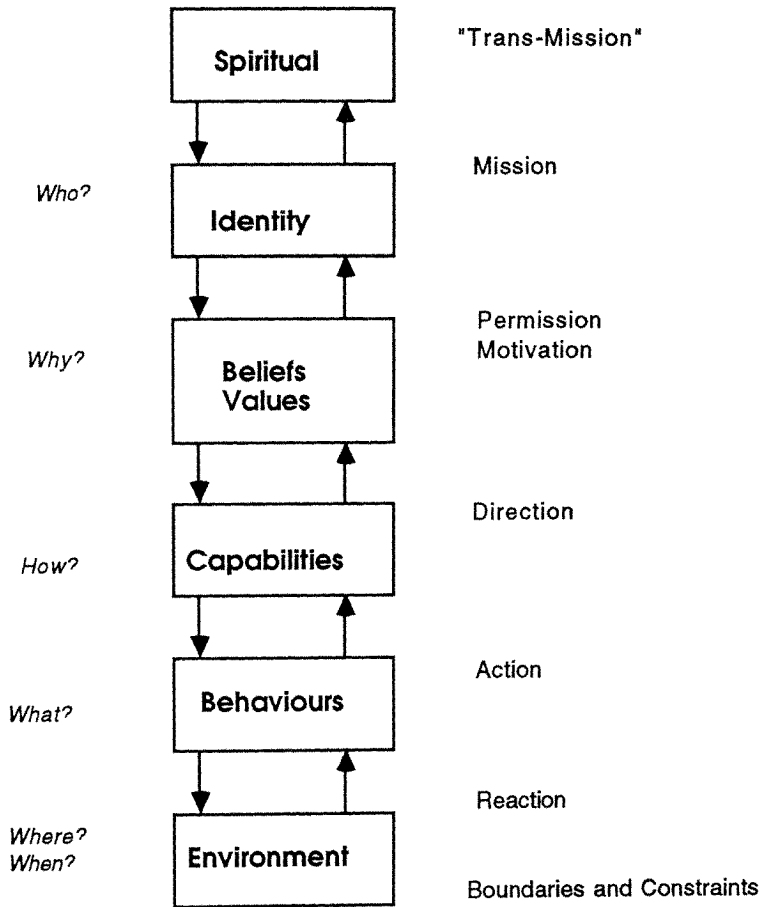 "Trans-Mission"
Spiritual
Mission
Who?
Identity
Permission
Motivation
Why?
Beliefs
Values
Direction
How?
Capabilities
Action
Behaviours
What?
Reaction
Where?
When?
Environment
Boundaries and Constraints